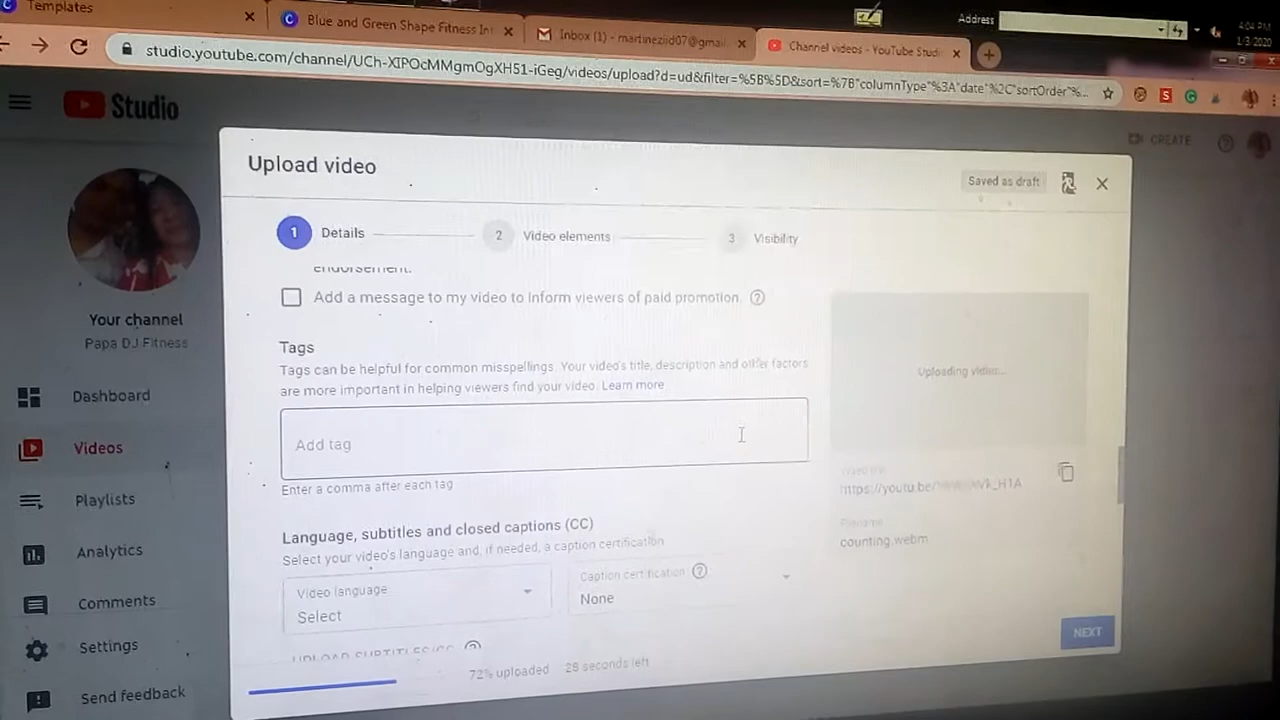 Templates
Blue and Green Shape Fitness In
Inbox (1) - martineziid07@gmail
Channel videos - YouTube Studi
Address
4:04 PM
1/3/2020
studio.youtube.com/channel/UCh-XIPOcMMgmOgXH51-iGeg/videos/upload?d=ud&filter=%5B%5D&sort=%7B"columnType"%3A"date"%2C"sortOrder"%...
Studio
CREATE
Upload video
Saved as draft
1 Details
2 Video elements
3 Visibility
endorsement.
Add a message to my video to inform viewers of paid promotion.
Your channel
Papa DJ Fitness
Tags
Tags can be helpful for common misspellings. Your video's title, description and other factors
are more important in helping viewers find your video. Learn more
Uploading video...
Add tag
Enter a comma after each tag
Dashboard
Videos
Playlists
Analytics
Comments
Settings
Send feedback
Video link
https://youtu.be/
Filename
counting.webm
Language, subtitles and closed captions (CC)
Select your video's language and, if needed, a caption certification
Video language
Select
Caption certification
None
UPLOAD SUBTITLES/CC
NEXT
72% uploaded 28 seconds left